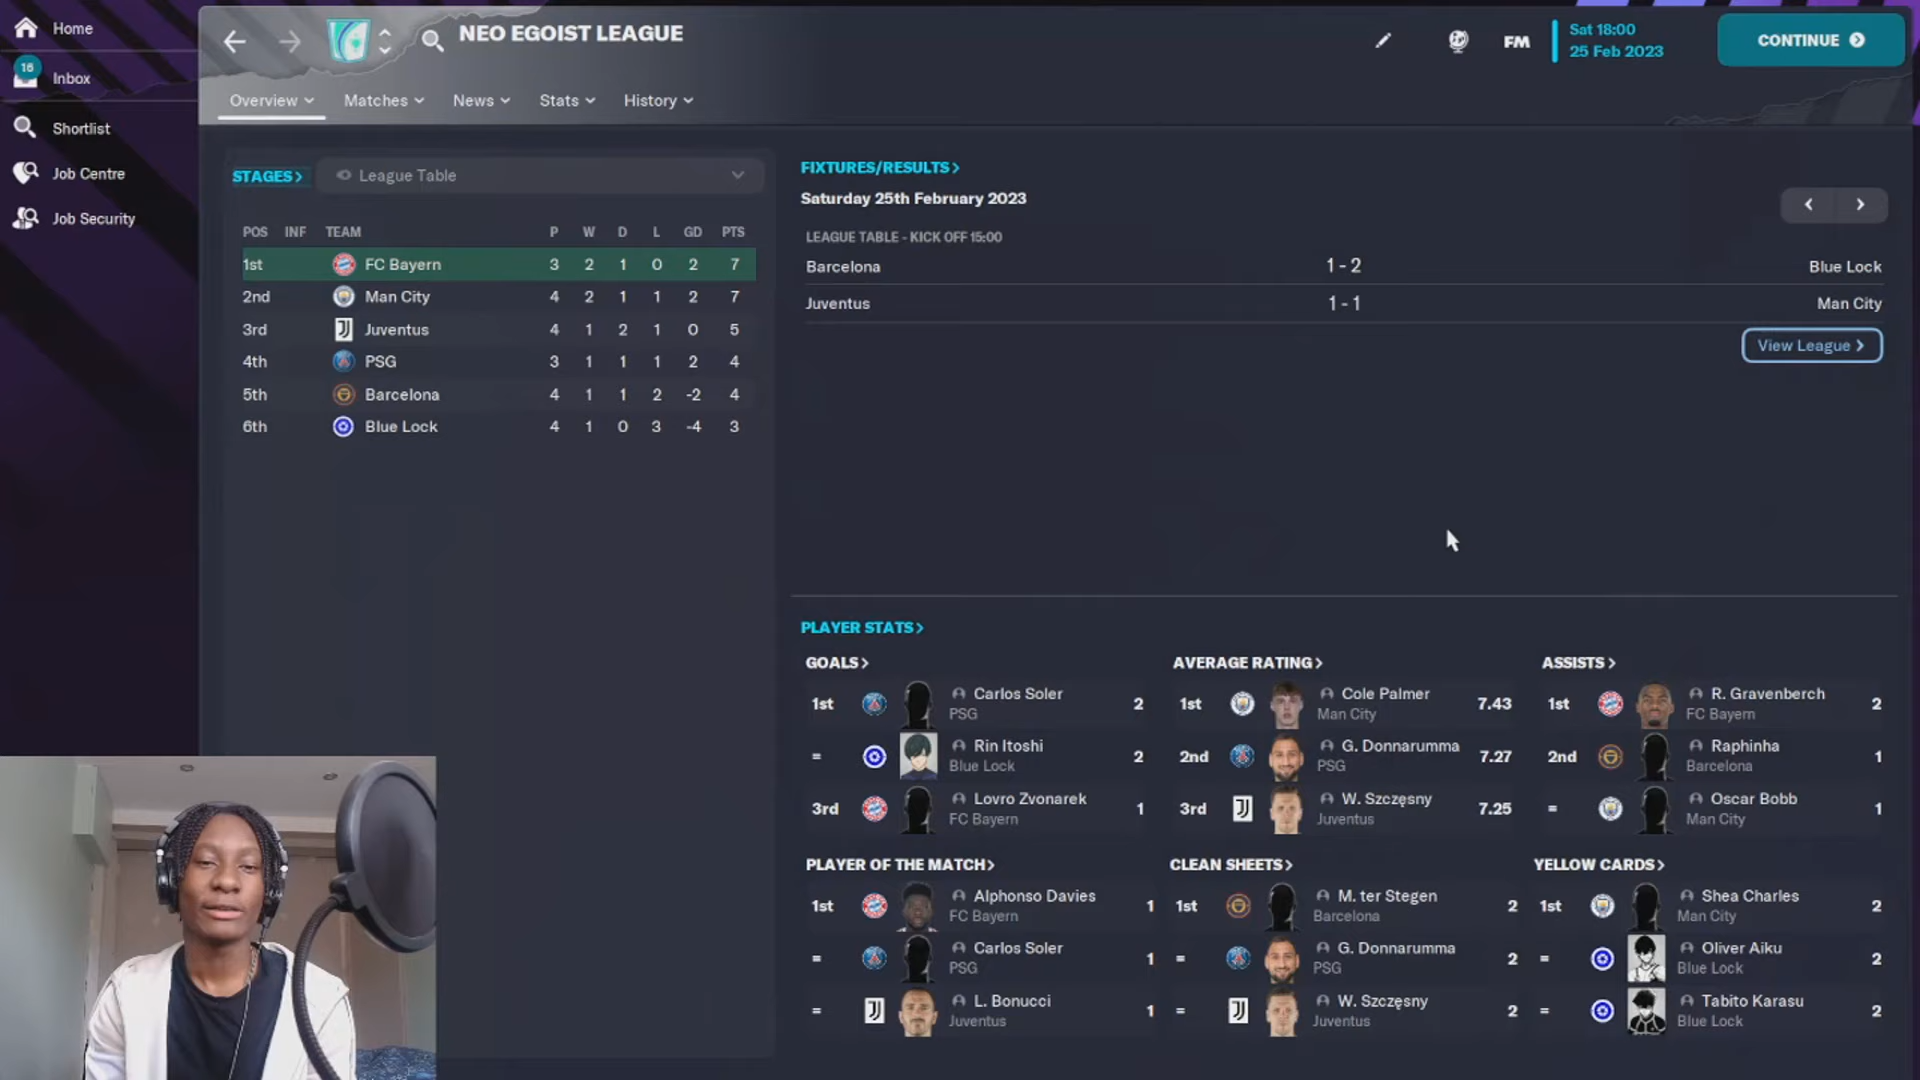 Home
16
Inbox
Shortlist
Job Centre
Job Security
NEO EGOIST LEAGUE
FM
Sat 18:00
25 Feb 2023
CONTINUE
Overview
Matches
News
Stats
History
STAGES>
League Table
POS INF TEAM P W D L GD PTS
1st FC Bayern 3 2 1 0 2 7
2nd Man City 4 2 1 1 2 7
3rd Juventus 4 1 2 1 0 5
4th PSG 3 1 1 1 2 4
5th Barcelona 4 1 1 2 -2 4
6th Blue Lock 4 1 0 3 -4 3
FIXTURES/RESULTS>
Saturday 25th February 2023
LEAGUE TABLE - KICK OFF 15:00
Barcelona 1 - 2 Blue Lock
Juventus 1 - 1 Man City
View League >
PLAYER STATS>
GOALS>
1st Carlos Soler 2
PSG
= Rin Itoshi 2
Blue Lock
3rd Lovro Zvonarek 1
FC Bayern
AVERAGE RATING>
1st Cole Palmer 7.43
Man City
2nd G. Donnarumma 7.27
PSG
3rd W. Szczęsny 7.25
Juventus
ASSISTS>
1st R. Gravenberch 2
FC Bayern
2nd Raphinha 1
Barcelona
= Oscar Bobb 1
Man City
PLAYER OF THE MATCH>
1st Alphonso Davies 1
FC Bayern
= Carlos Soler 1
PSG
= L. Bonucci 1
Juventus
CLEAN SHEETS>
1st M. ter Stegen 2
Barcelona
= G. Donnarumma 2
PSG
= W. Szczęsny 2
Juventus
YELLOW CARDS>
1st Shea Charles 2
Man City
= Oliver Aiku 2
Blue Lock
= Tabito Karasu 2
Blue Lock